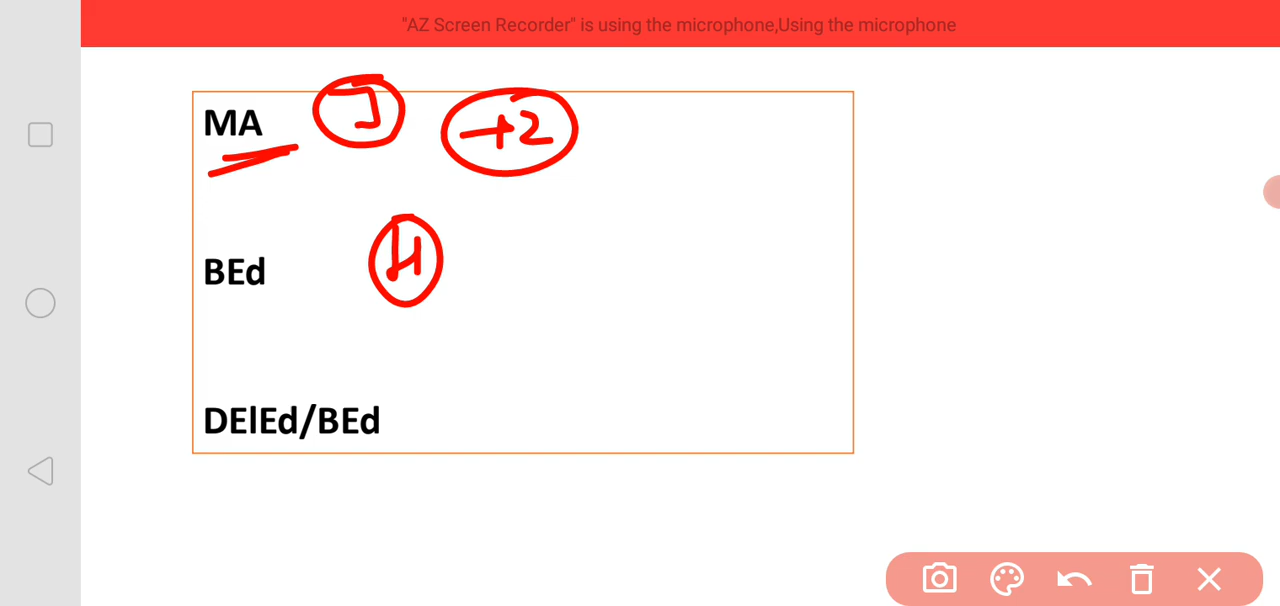 "AZ Screen Recorder" is using the microphone,Using the microphone
MA J +2
BEd H
DElEd/BEd